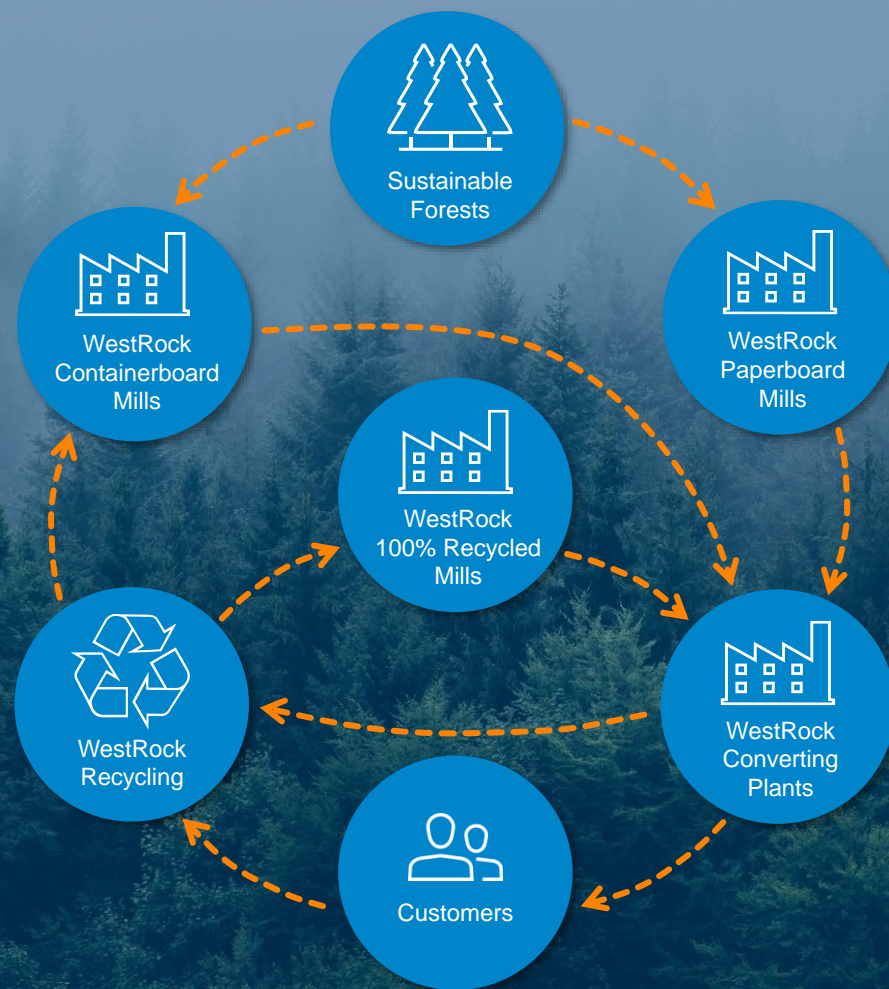 Sustainable
Forests
WestRock
Containerboard
Mills
WestRock
Paperboard
Mills
WestRock
100% Recycled
Mills
WestRock
Recycling
WestRock
Converting
Plants
Customers